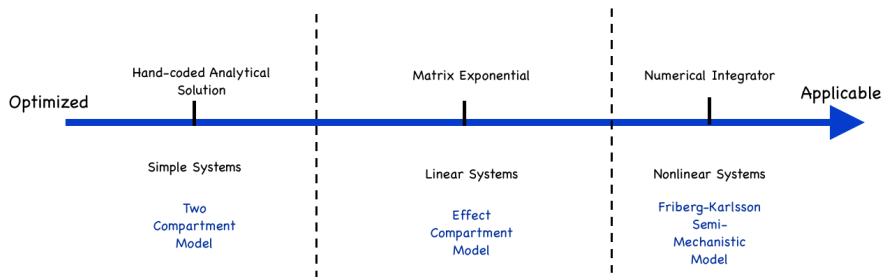 Hand-coded Analytical
Solution
Matrix Exponential
Numerical Integrator
Optimized
Applicable
Simple Systems
Linear Systems
Nonlinear Systems
Two
Compartment
Model
Effect
Compartment
Model
Friberg-Karlsson
Semi-
Mechanistic
Model